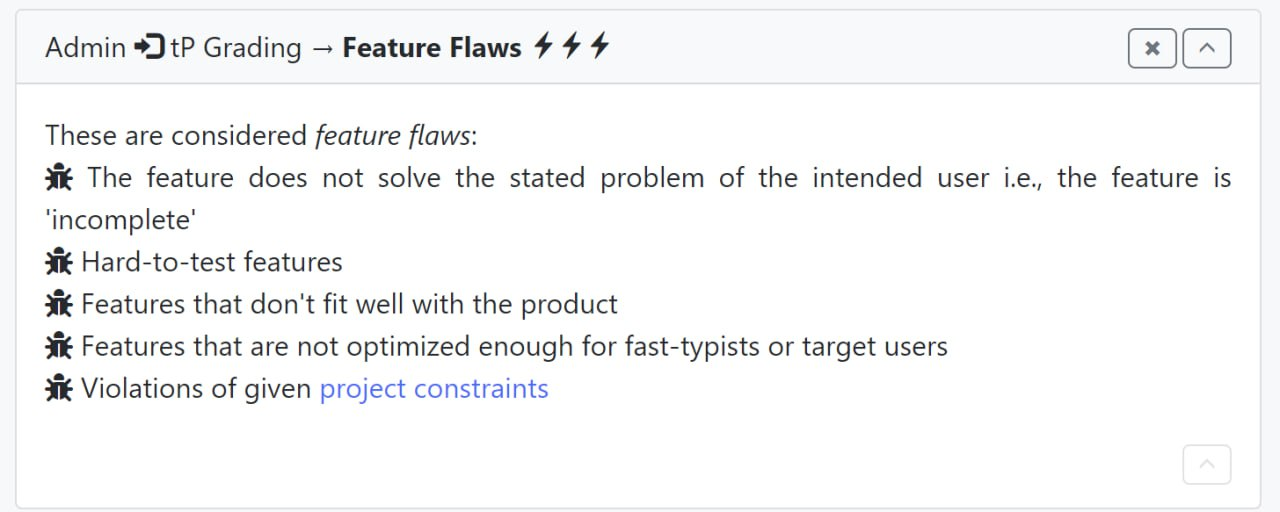 Admin tP Grading → Feature Flaws
These are considered feature flaws:
The feature does not solve the stated problem of the intended user i.e., the feature is
'incomplete'
Hard-to-test features
Features that don't fit well with the product
Features that are not optimized enough for fast-typists or target users
Violations of given project constraints